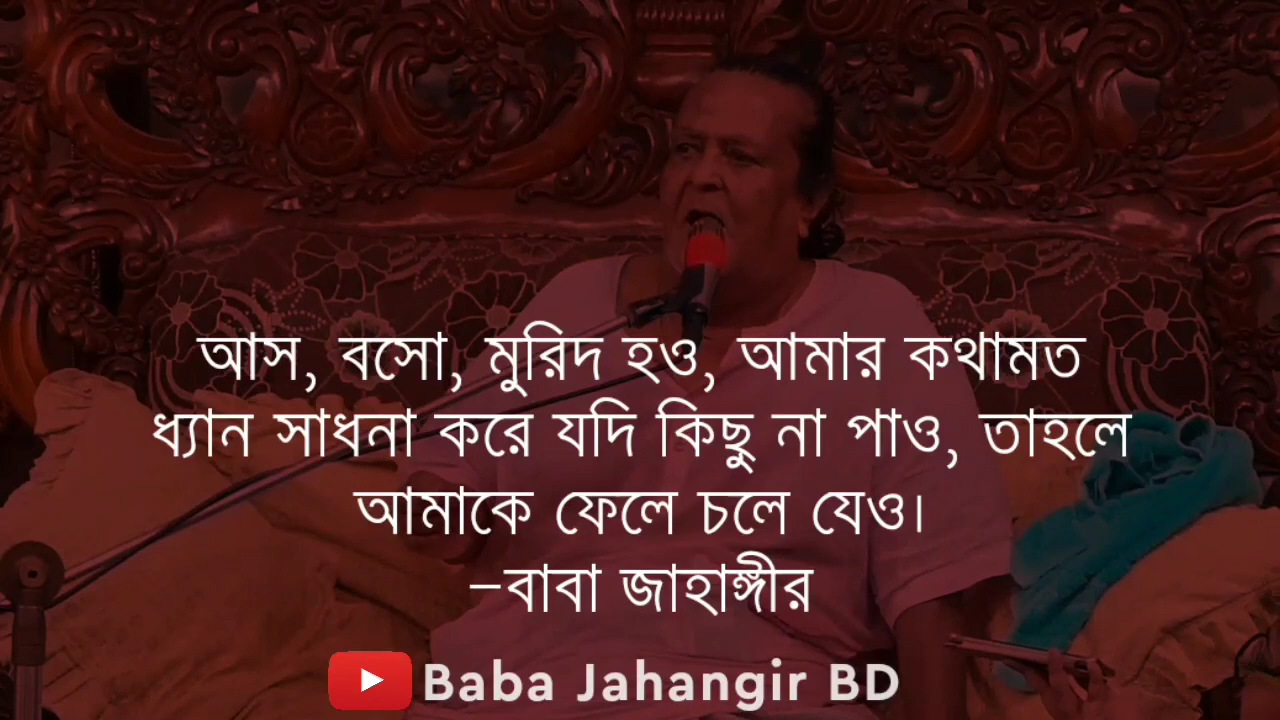 আস, বসো, মুরিদ হও, আমার কথামত
ধ্যান সাধনা করে যদি কিছু না পাও, তাহলে
আমাকে ফেলে চলে যেও।
–বাবা জাহাঙ্গীর
Baba Jahangir BD